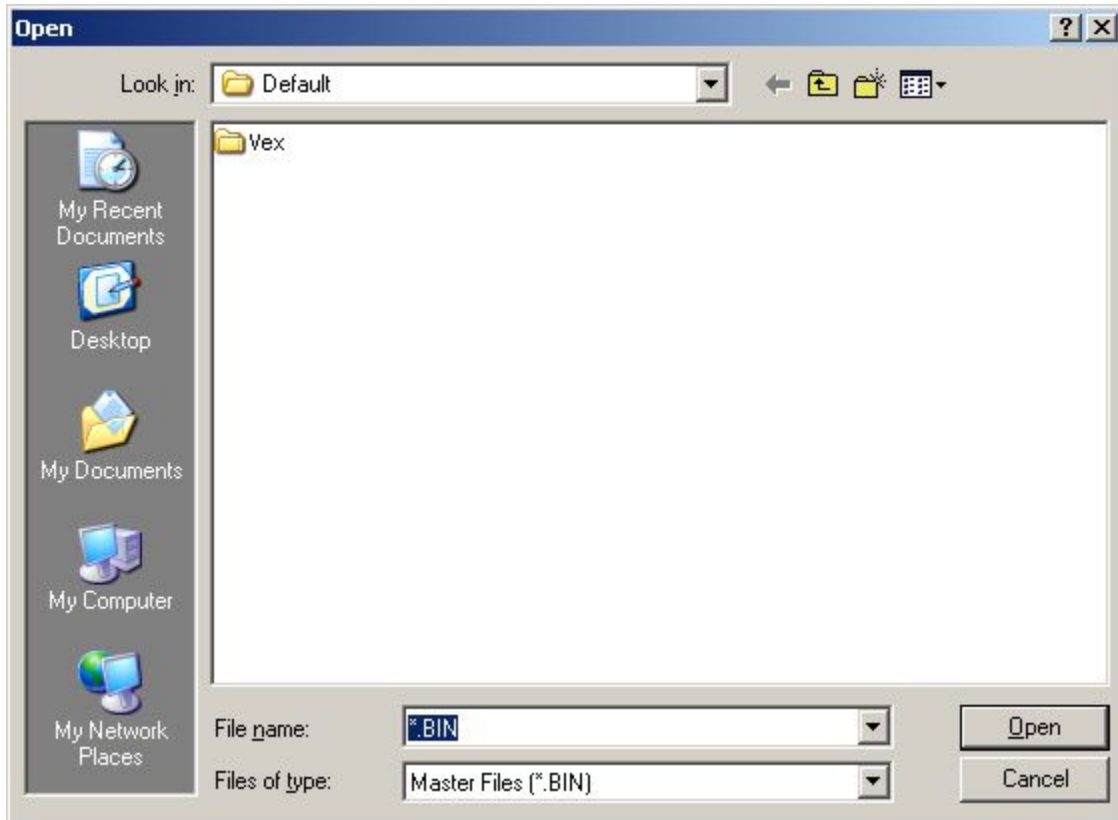 Open
Look in:
Default
Vex
My Recent
Documents
Desktop
My Documents
My Computer
My Network
Places
File name:
*.BIN
Open
Files of type:
Master Files (*.BIN)
Cancel